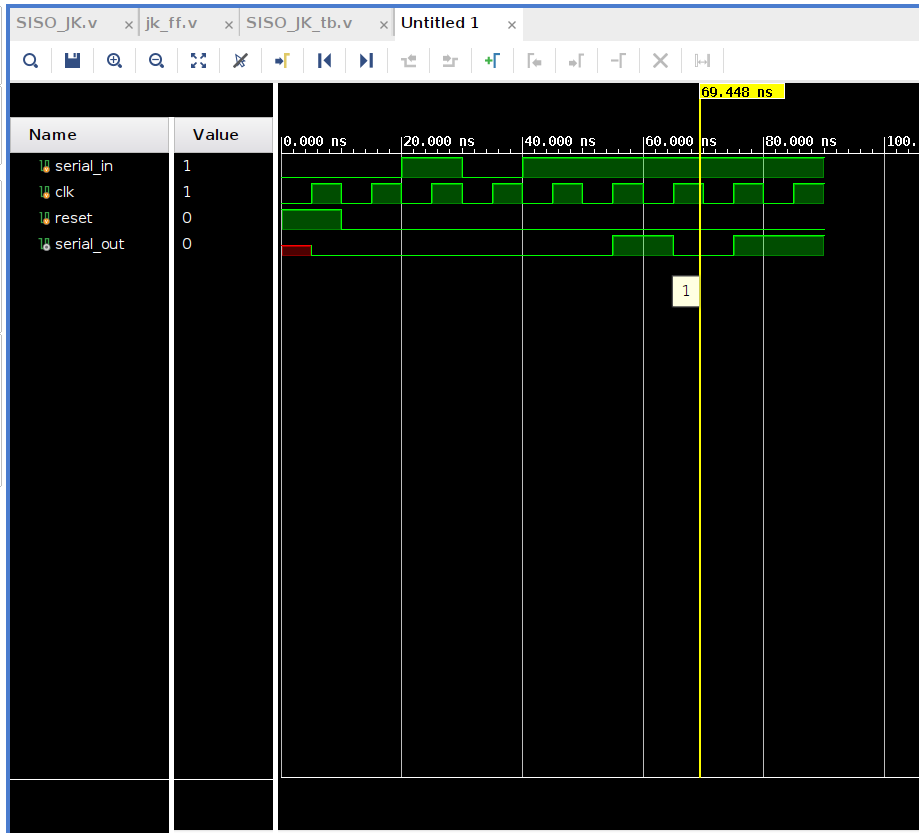 SISO_JK.v × jk_ff.v × SISO_JK_tb.v × Untitled 1 ×
69.448 ns
Name Value 0.000 ns 20.000 ns 40.000 ns 60.000 ns 80.000 ns 100.
serial_in 1
clk 1
reset 0
serial_out 0
1